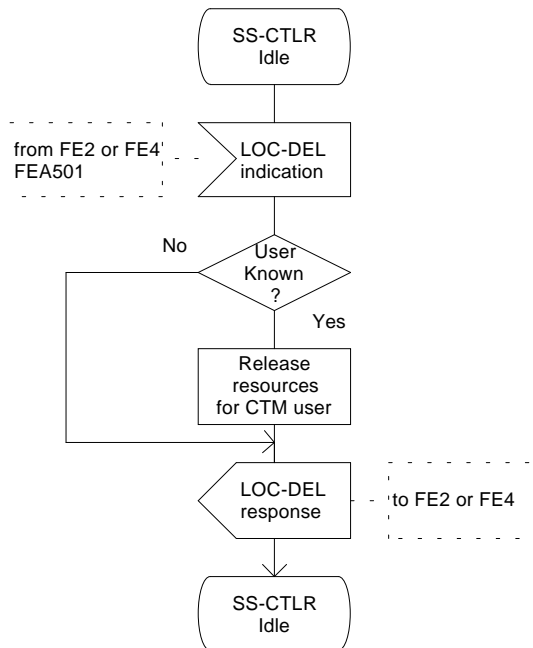 SS-CTLR
Idle
from FE2 or FE4
FEA501
LOC-DEL
indication
No
User
Known
?
Yes
Release
resources
for CTM user
LOC-DEL
response
to FE2 or FE4
SS-CTLR
Idle